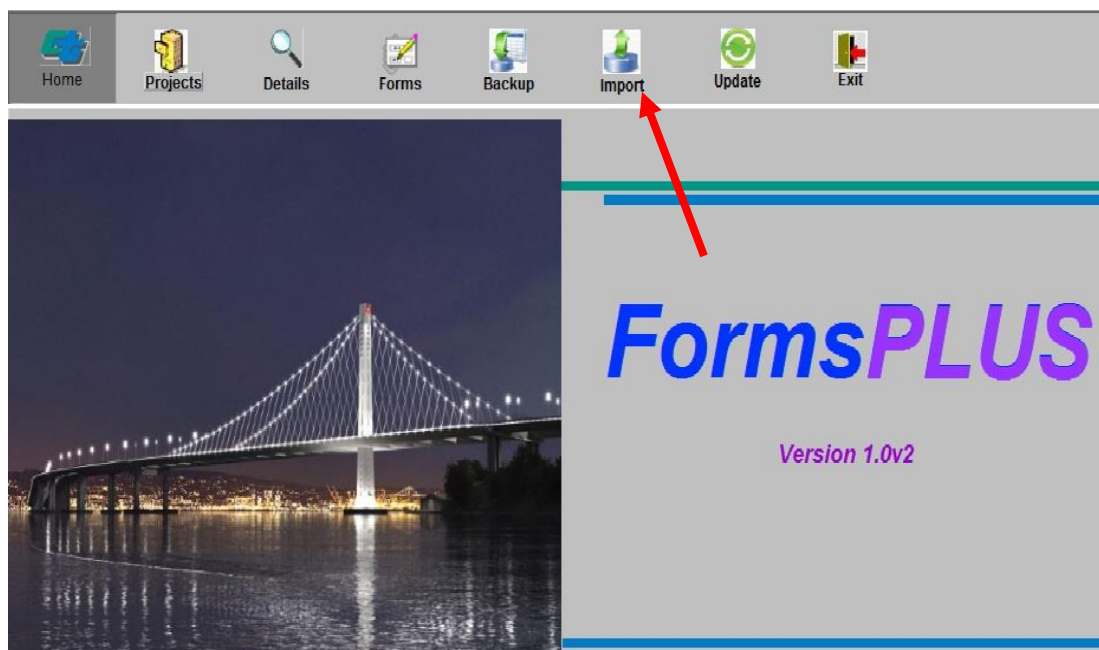 Home Projects Details Forms Backup Import Update Exit
FormsPLUS
Version 1.0v2